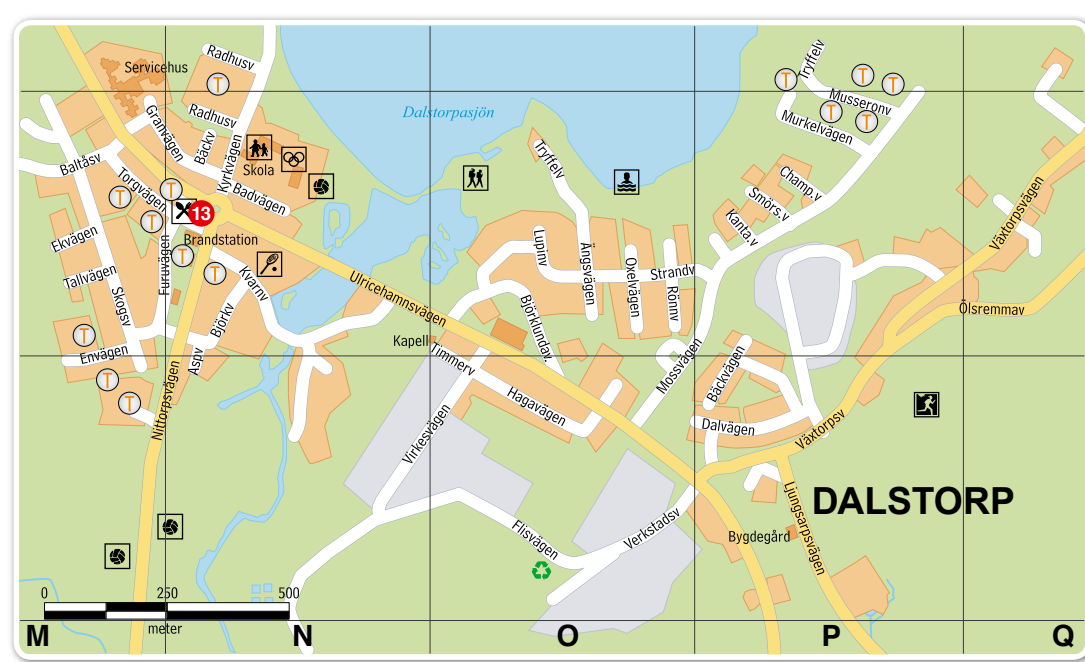 Radhusv
Tryffelv
Servicehus
T
T
T
T
Musseronv
Granvägen
Radhusv
Dalstorpasjön
T
T
Murkelvägen
Bäckv
Kyrkvägen
Baltåsv
Skola
Tryffelv
Torgvägen
Badvägen
Champ.v
Smörs.v
Växtorpsvägen
T
T
T
13
Kanta.v
Ekvägen
Furuvägen
Brandstation
Lupinv
Ängsvägen
Oxelvägen
Strandv
Rönnv
T
T
Tallvägen
Kvarnv
Ulricehamnsvägen
Skogsv
Björkv
Björklundav.
Ölsremmav
T
Kapell
Envägen
Aspv
Timmerv
Mossvägen
Bäckvägen
T
T
Nittorpsvägen
Hagavägen
Virkesvägen
Dalvägen
Växtorpsv
DALSTORP
Ljungsarpsvägen
Flisvägen
Verkstadsv
Bygdegård
0 250 500
meter
M N O P Q